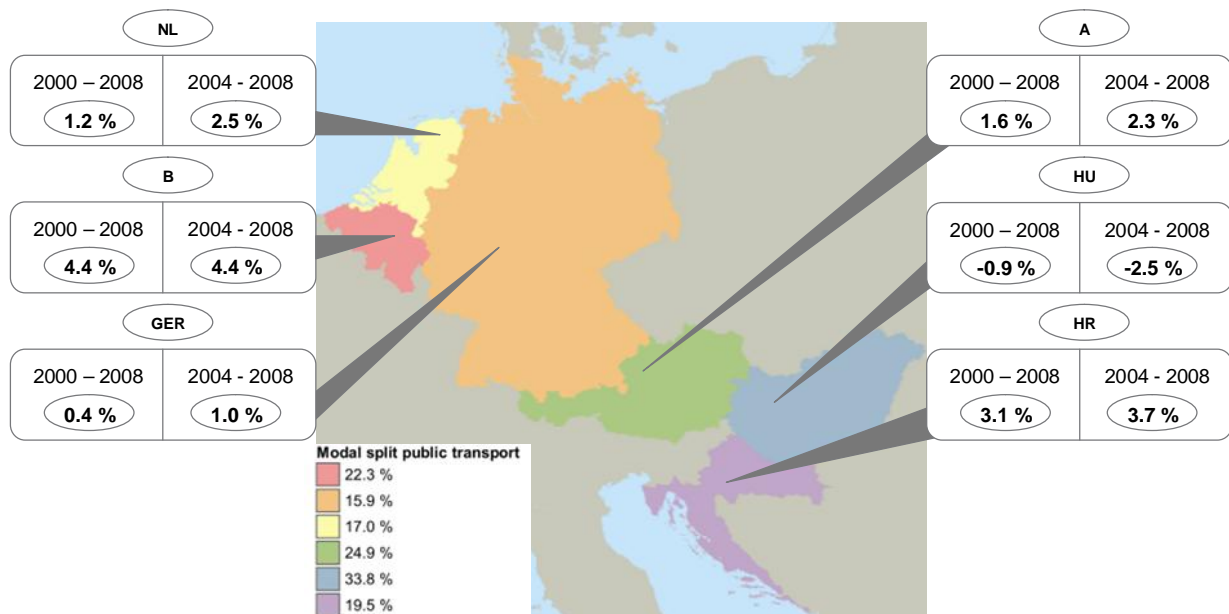 NL
2000 – 2008 2004 - 2008
1.2 % 2.5 %
B
2000 – 2008 2004 - 2008
4.4 % 4.4 %
GER
2000 – 2008 2004 - 2008
0.4 % 1.0 %
A
2000 – 2008 2004 - 2008
1.6 % 2.3 %
HU
2000 – 2008 2004 - 2008
-0.9 % -2.5 %
HR
2000 – 2008 2004 - 2008
3.1 % 3.7 %
Modal split public transport
22.3 %
15.9 %
17.0 %
24.9 %
33.8 %
19.5 %